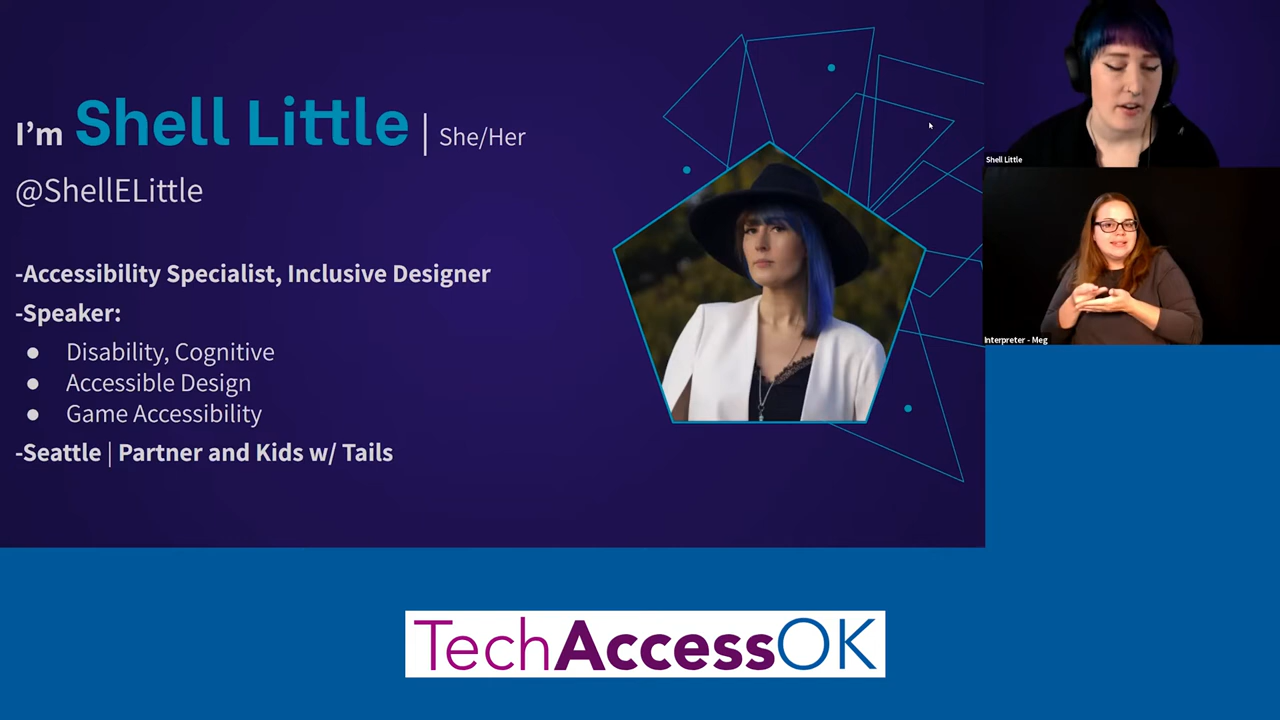 I'm Shell Little | She/Her
@ShellELittle
-Accessibility Specialist, Inclusive Designer
-Speaker:
● Disability, Cognitive
● Accessible Design
● Game Accessibility
-Seattle | Partner and Kids w/ Tails
Shell Little
Interpreter - Meg
TechAccessOK